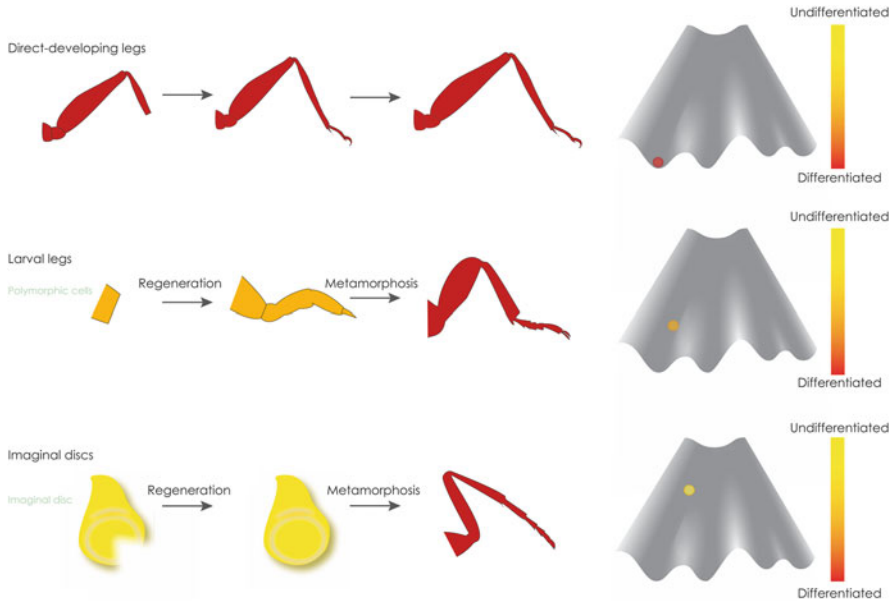 Undifferentiated
Direct-developing legs
Differentiated
Undifferentiated
Larval legs
Polymorphic cells
Regeneration
Metamorphosis
Differentiated
Undifferentiated
Imaginal discs
Imaginal disc
Regeneration
Metamorphosis
Differentiated